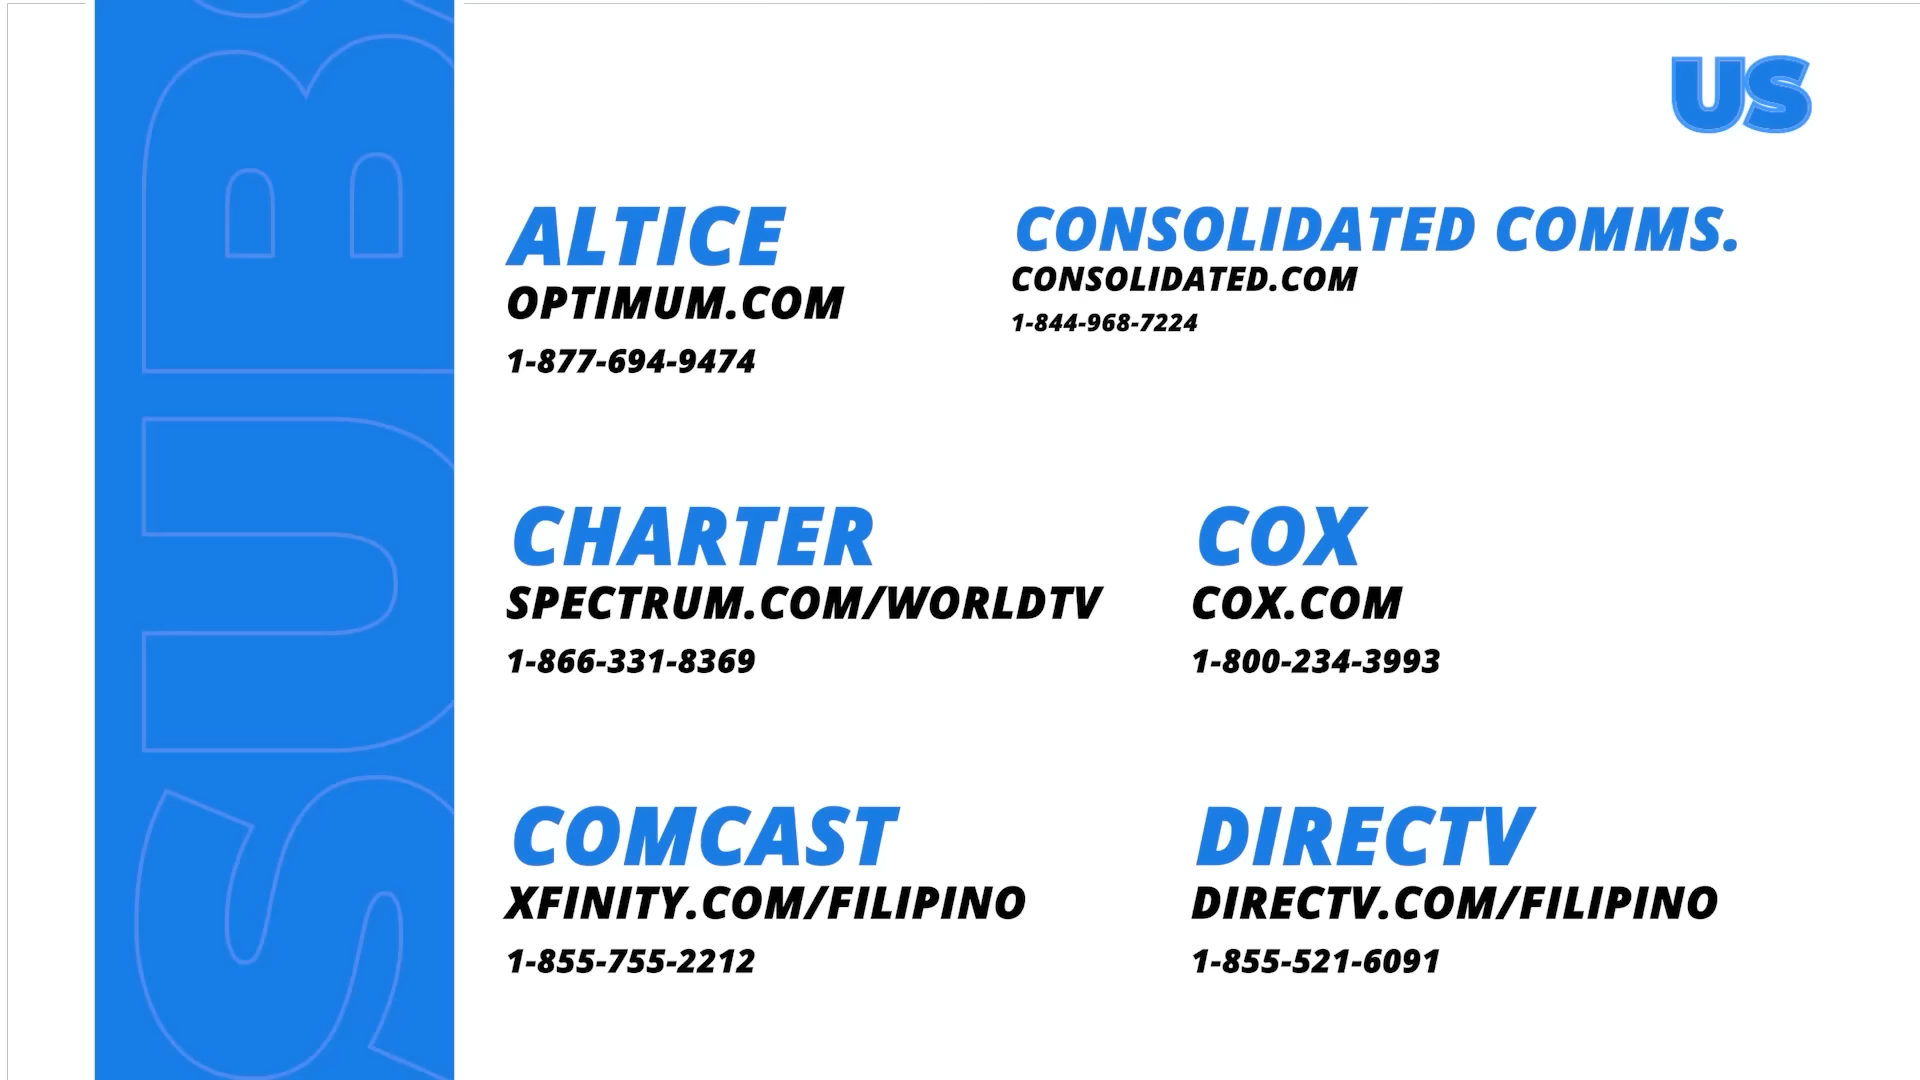 SUB
US
ALTICE
OPTIMUM.COM
1-877-694-9474
CONSOLIDATED COMMS.
CONSOLIDATED.COM
1-844-968-7224
CHARTER
SPECTRUM.COM/WORLDTV
1-866-331-8369
COX
COX.COM
1-800-234-3993
COMCAST
XFINITY.COM/FILIPINO
1-855-755-2212
DIRECTV
DIRECTV.COM/FILIPINO
1-855-521-6091